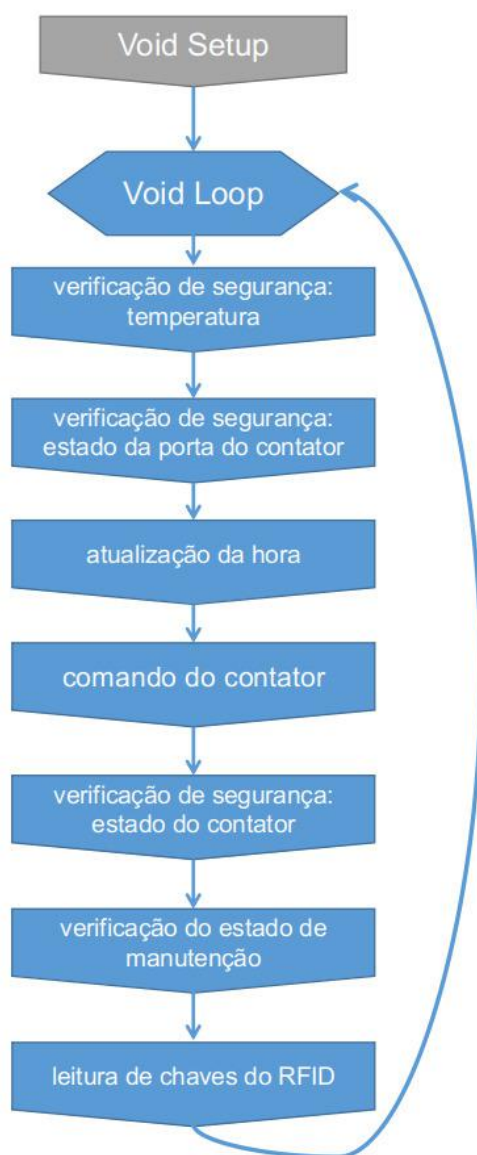 Void Setup
Void Loop
verificação de segurança:
temperatura
verificação de segurança:
estado da porta do contator
atualização da hora
comando do contator
verificação de segurança:
estado do contator
verificação do estado de
manutenção
leitura de chaves do RFID